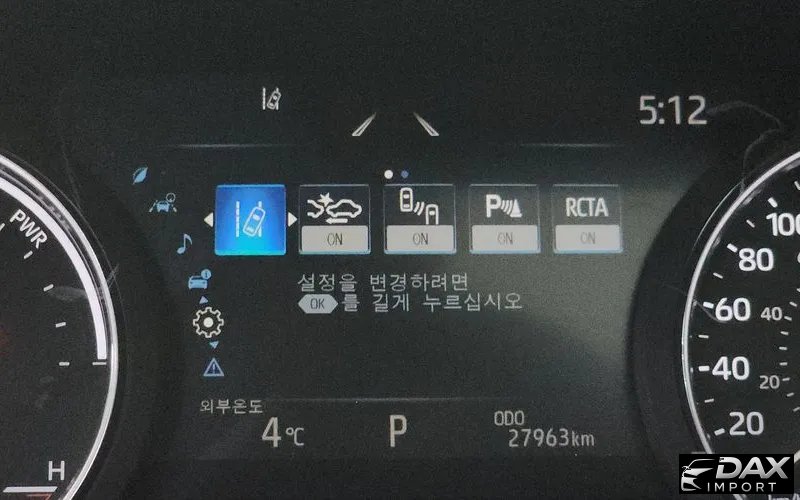 5:12
PWR
ON
ON
P
ON
RCTA
ON
설정을 변경하려면
OK 를 길게 누르십시오
외부온도
4℃
P
ODO
27963km
H
100
80
60
40
20
40
20
DAX
IMPORT